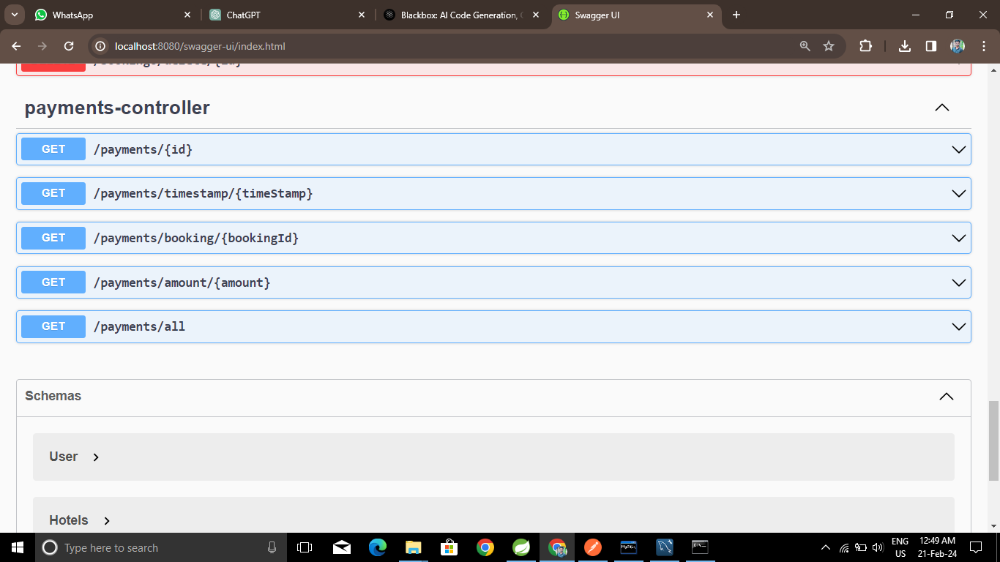 WhatsApp
ChatGPT
Blackbox: AI Code Generation,
Swagger UI
localhost:8080/swagger-ui/index.html
payments-controller
GET /payments/{id}
GET /payments/timestamp/{timeStamp}
GET /payments/booking/{bookingId}
GET /payments/amount/{amount}
GET /payments/all
Schemas
User
Hotels
Type here to search
MySQL
ENG
US
12:49 AM
21-Feb-24